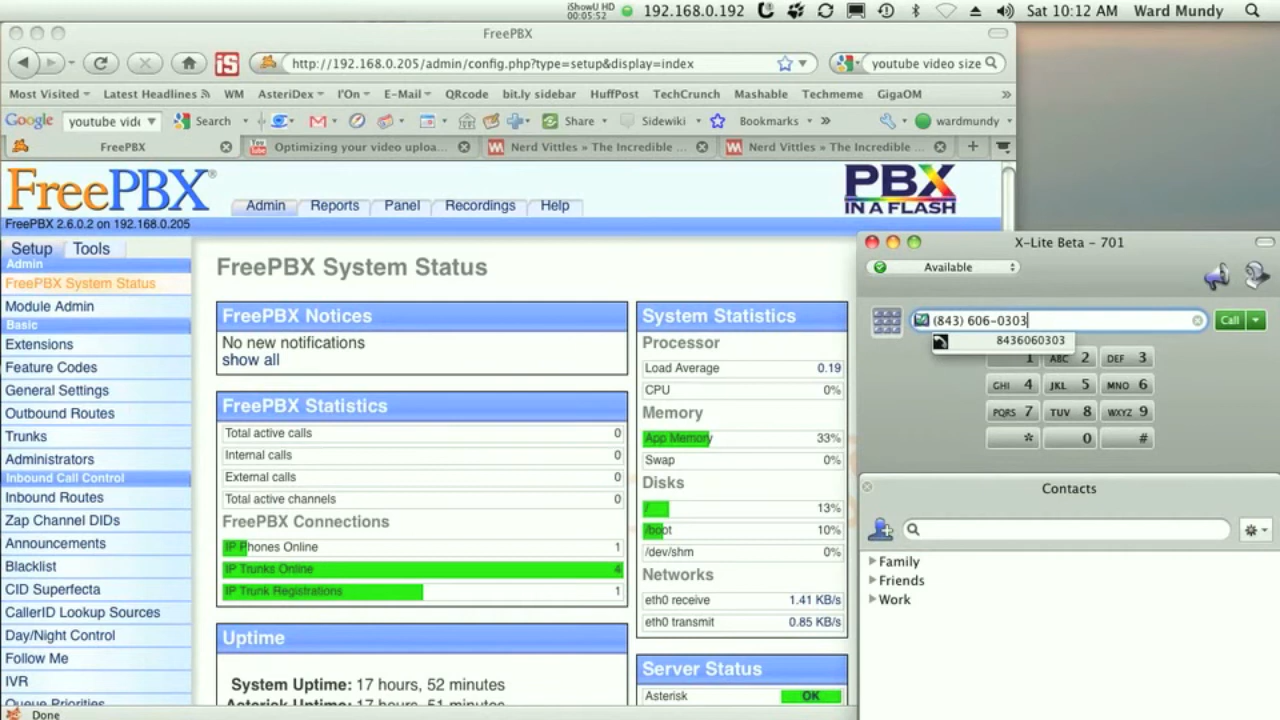 iShowU HD
00:05:52
192.168.0.192
Sat 10:12 AM Ward Mundy
FreePBX
http://192.168.0.205/admin/config.php?type=setup&display=index
youtube video size
Most Visited Latest Headlines WM AsteriDex I'On E-Mail QRcode bit.ly sidebar HuffPost TechCrunch Mashable Techmeme GigaOM »
Google youtube vide Search Share Sidewiki Bookmarks » wardmundy
FreePBX
Optimizing your video uploa...
Nerd Vittles » The Incredible ...
Nerd Vittles » The Incredible ...
FreePBX®
Admin Reports Panel Recordings Help
PBX
IN A FLASH
FreePBX 2.6.0.2 on 192.168.0.205
Setup Tools
Admin
FreePBX System Status
Module Admin
Basic
Extensions
Feature Codes
General Settings
Outbound Routes
Trunks
Administrators
Inbound Call Control
Inbound Routes
Zap Channel DIDs
Announcements
Blacklist
CID Superfecta
CallerID Lookup Sources
Day/Night Control
Follow Me
IVR
Queue Priorities
FreePBX System Status
FreePBX Notices
No new notifications
show all
FreePBX Statistics
Total active calls 0
Internal calls 0
External calls 0
Total active channels 0
FreePBX Connections
IP Phones Online 1
IP Trunks Online 4
IP Trunk Registrations 1
Uptime
System Uptime: 17 hours, 52 minutes
Asterisk Uptime: 17 hours, 51 minutes
System Statistics
Processor
Load Average 0.19
CPU 0%
Memory
App Memory 33%
Swap 0%
Disks
/ 13%
/boot 10%
/dev/shm 0%
Networks
eth0 receive 1.41 KB/s
eth0 transmit 0.85 KB/s
Server Status
Asterisk OK
X-Lite Beta - 701
Available
(843) 606-0303
Call
8436060303
1 ABC 2 DEF 3
GHI 4 JKL 5 MNO 6
PQRS 7 TUV 8 WXYZ 9
* 0 #
Contacts
Family
Friends
Work
Done